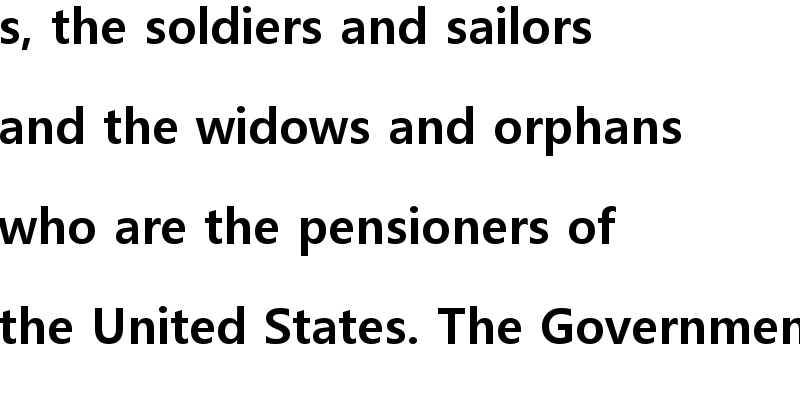 s, the soldiers and sailors
and the widows and orphans
who are the pensioners of
the United States. The Governmen